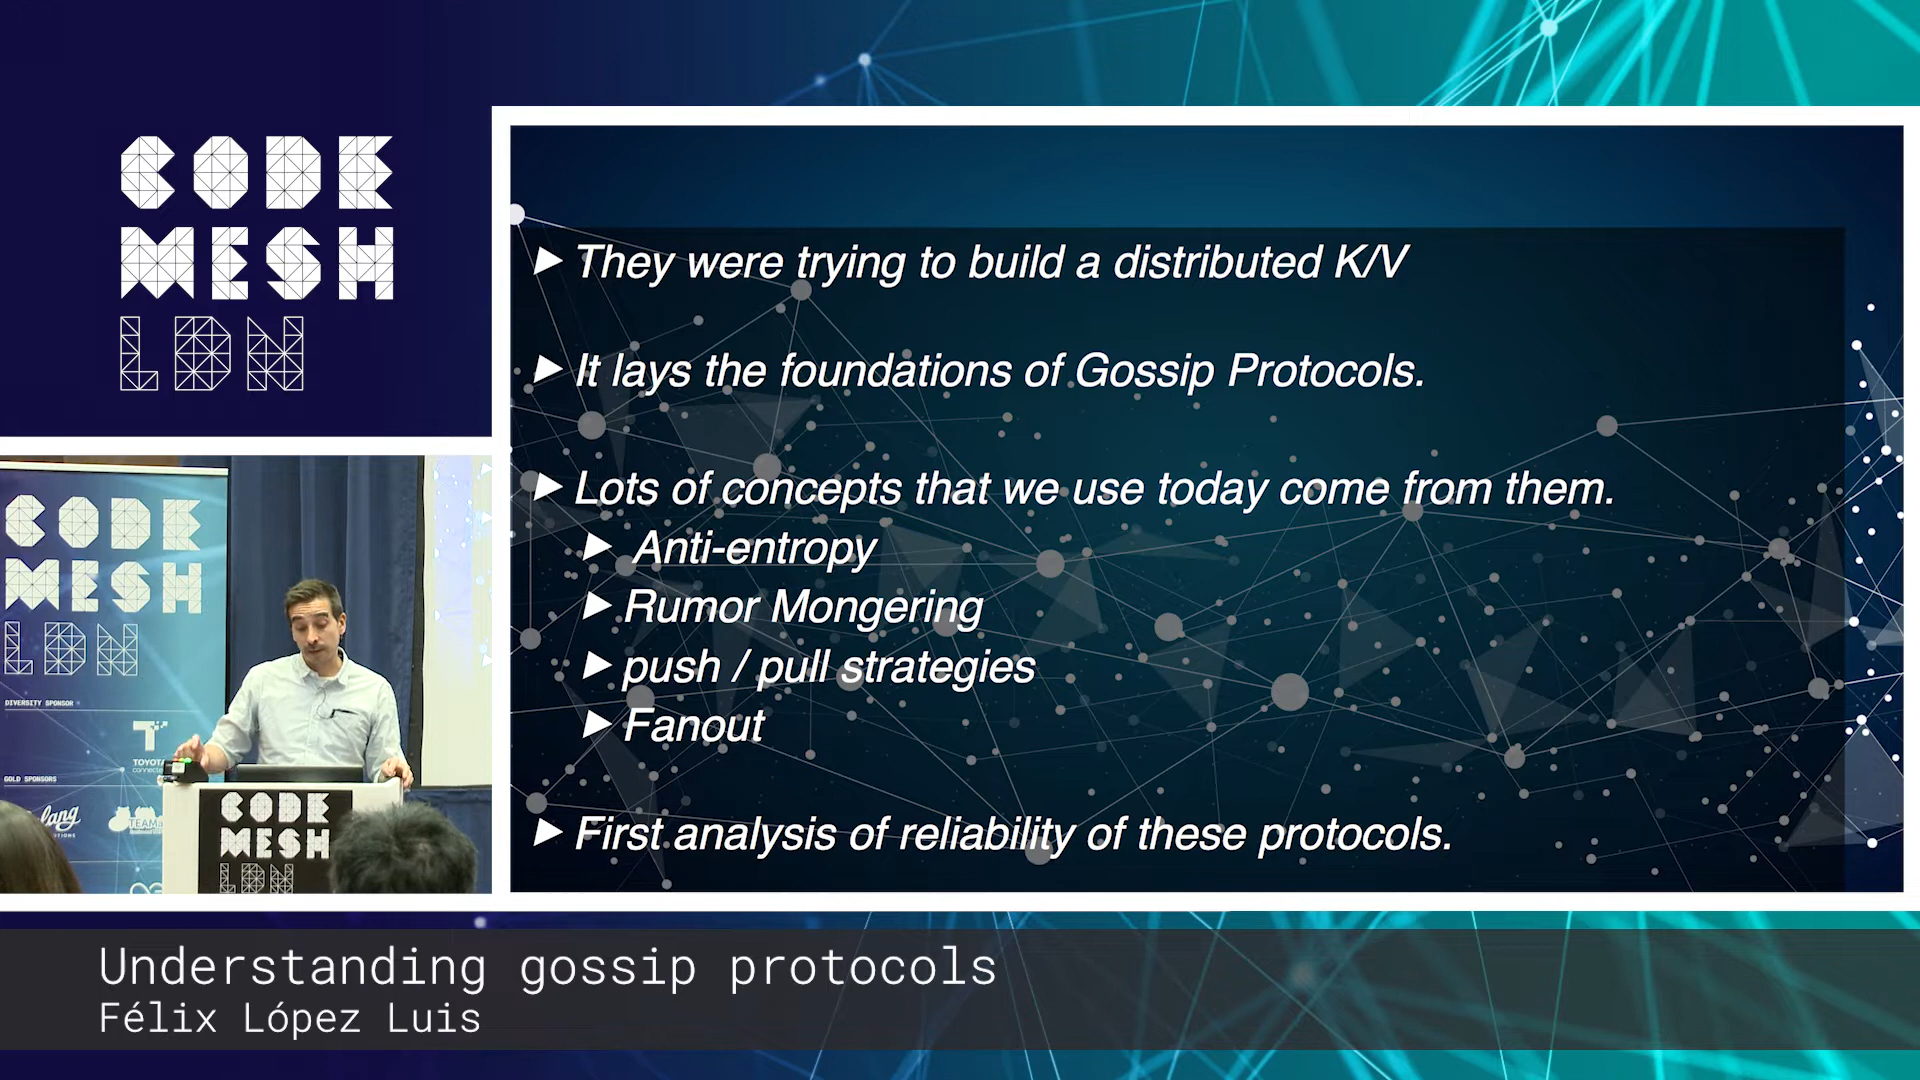 CODE
MESH
LDN
They were trying to build a distributed K/V
It lays the foundations of Gossip Protocols.
Lots of concepts that we use today come from them.
Anti-entropy
Rumor Mongering
push / pull strategies
Fanout
First analysis of reliability of these protocols.
CODE
MESH
LDN
DIVERSITY SPONSOR
TOYOTA
GOLD SPONSORS
lang
TEAM
CODE
MESH
LDN
Understanding gossip protocols
Félix López Luis